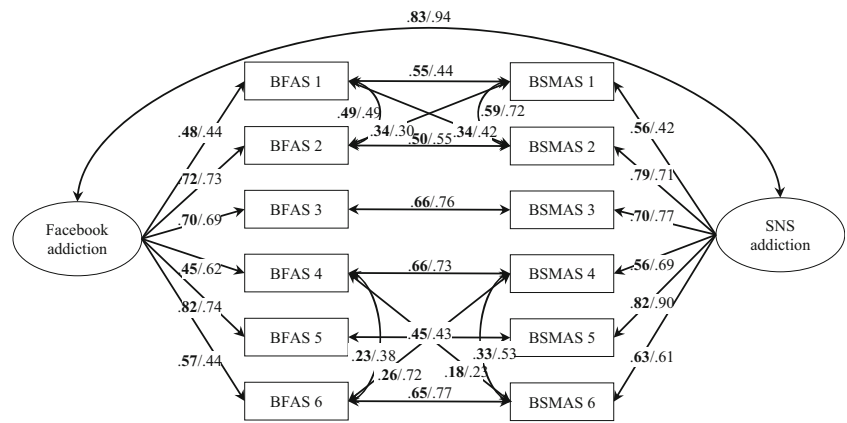 .83/.94
BFAS 1
.55/.44
BSMAS 1
.49/.49
.59/.72
.48/.44
.34/.30
.34/.42
.56/.42
BFAS 2
.50/.55
BSMAS 2
.72/.73
.79/.71
.70/.69
BFAS 3
.66/.76
BSMAS 3
.70/.77
Facebook
addiction
SNS
addiction
.45/.62
BFAS 4
.66/.73
BSMAS 4
.56/.69
.82/.74
BFAS 5
.45/.43
BSMAS 5
.82/.90
.23/.38
.33/.53
.57/.44
.26/.72
.18/.23
.63/.61
BFAS 6
.65/.77
BSMAS 6